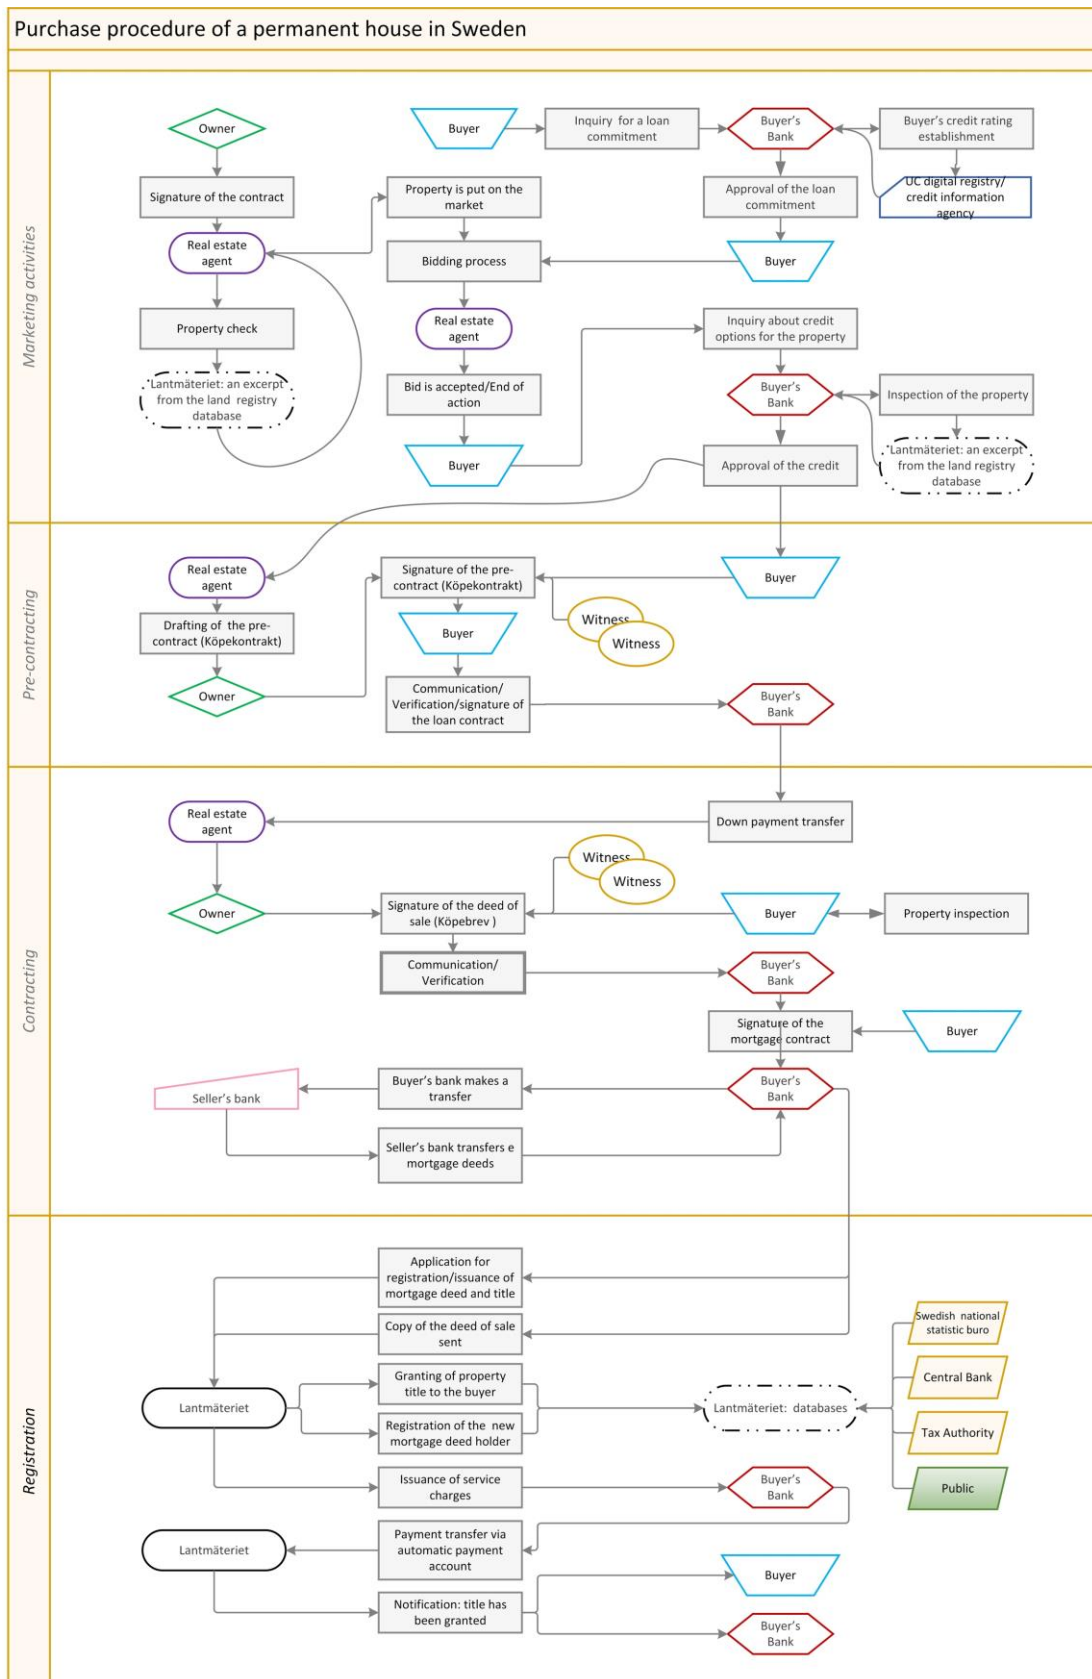 Purchase procedure of a permanent house in Sweden
Marketing activities
Owner
Buyer
Inquiry for a loan
commitment
Buyer's
Bank
Buyer's credit rating
establishment
Signature of the contract
Property is put on the
market
Approval of the loan
commitment
UC digital registry/
credit information
agency
Real estate
agent
Bidding process
Buyer
Property check
Real estate
agent
Inquiry about credit
options for the property
Lantmäteriet: an excerpt
from the land registry
database
Bid is accepted/End of
action
Buyer's
Bank
Inspection of the property
Buyer
Approval of the credit
Lantmäteriet: an excerpt
from the land registry
database
Pre-contracting
Real estate
agent
Signature of the pre-
contract (Köpekontrakt)
Buyer
Witness
Witness
Drafting of the pre-
contract (Köpekontrakt)
Buyer
Owner
Communication/
Verification/signature of
the loan contract
Buyer's
Bank
Contracting
Real estate
agent
Down payment transfer
Witness
Witness
Owner
Signature of the deed of
sale (Köpebrev )
Buyer
Property inspection
Communication/
Verification
Buyer's
Bank
Signature of the
mortgage contract
Buyer
Seller's bank
Buyer's bank makes a
transfer
Buyer's
Bank
Seller's bank transfers e
mortgage deeds
Registration
Application for
registration/issuance of
mortgage deed and title
Copy of the deed of sale
sent
Swedish national
statistic buro
Granting of property
title to the buyer
Central Bank
Lantmäteriet
Lantmäteriet: databases
Registration of the new
mortgage deed holder
Tax Authority
Issuance of service
charges
Buyer's
Bank
Public
Lantmäteriet
Payment transfer via
automatic payment
account
Buyer
Notification: title has
been granted
Buyer's
Bank